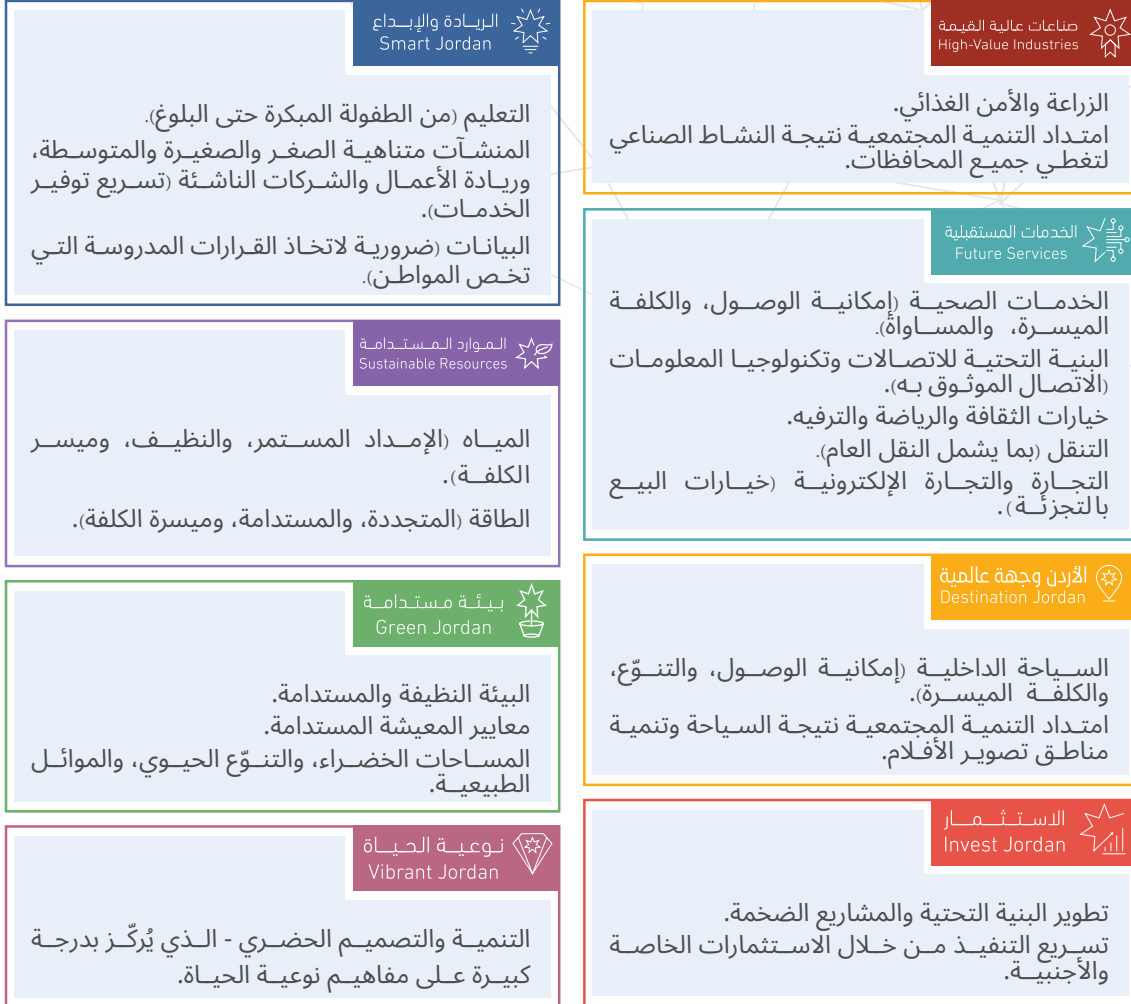 صناعات عالية القيمة
High-Value Industries
الزراعة والأمن الغذائي.
امتداد التنمية المجتمعية نتيجة النشاط الصناعي
لتغطي جميع المحافظات.
الخدمات المستقبلية
Future Services
الخدمات الصحية (إمكانية الوصول، والكلفة
الميسرة، والمساواة).
البنية التحتية للاتصالات وتكنولوجيا المعلومات
(الاتصال الموثوق به).
خيارات الثقافة والرياضة والترفيه.
التنقل (بما يشمل النقل العام).
التجارة والتجارة الإلكترونية (خيارات البيع
بالتجزئة).
الأردن وجهة عالمية
Destination Jordan
السياحة الداخلية (إمكانية الوصول، والتنوّع،
والكلفة الميسرة).
امتداد التنمية المجتمعية نتيجة السياحة وتنمية
مناطق تصوير الأفلام.
الاستثمار
Invest Jordan
تطوير البنية التحتية والمشاريع الضخمة.
تسريع التنفيذ من خلال الاستثمارات الخاصة
والأجنبية.
الريادة والإبداع
Smart Jordan
التعليم (من الطفولة المبكرة حتى البلوغ).
المنشآت متناهية الصغر والصغيرة والمتوسطة،
وريادة الأعمال والشركات الناشئة (تسريع توفير
الخدمات).
البيانات (ضرورية لاتخاذ القرارات المدروسة التي
تخص المواطن).
الموارد المستدامة
Sustainable Resources
المياه (الإمداد المستمر، والنظيف، وميسر
الكلفة).
الطاقة (المتجددة، والمستدامة، وميسرة الكلفة).
بيئة مستدامة
Green Jordan
البيئة النظيفة والمستدامة.
معايير المعيشة المستدامة.
المساحات الخضراء، والتنوّع الحيوي، والموائل
الطبيعية.
نوعية الحياة
Vibrant Jordan
التنمية والتصميم الحضري - الذي يُركّز بدرجة
كبيرة على مفاهيم نوعية الحياة.